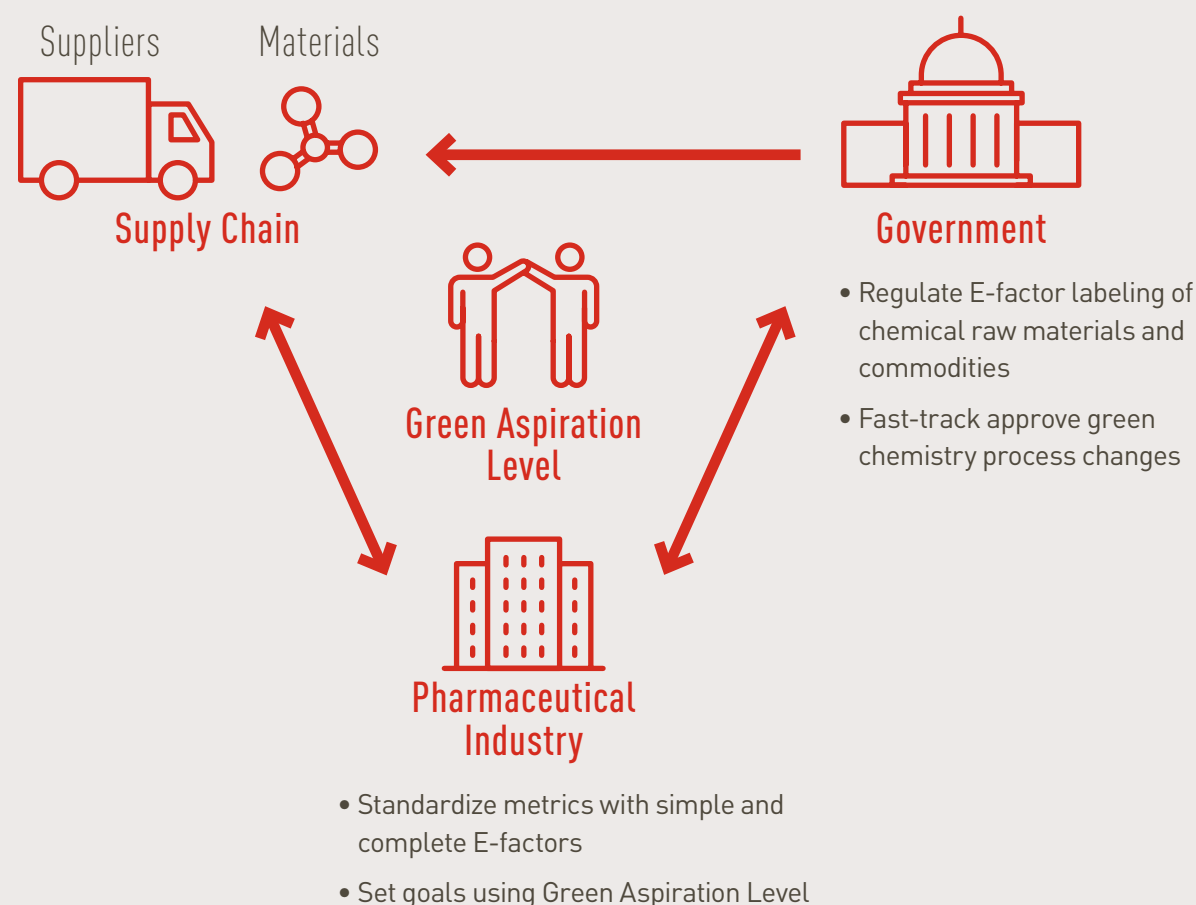 Suppliers
Materials
Supply Chain
Government
• Regulate E-factor labeling of
chemical raw materials and
commodities
• Fast-track approve green
chemistry process changes
Green Aspiration
Level
Pharmaceutical
Industry
• Standardize metrics with simple and
complete E-factors
• Set goals using Green Aspiration Level